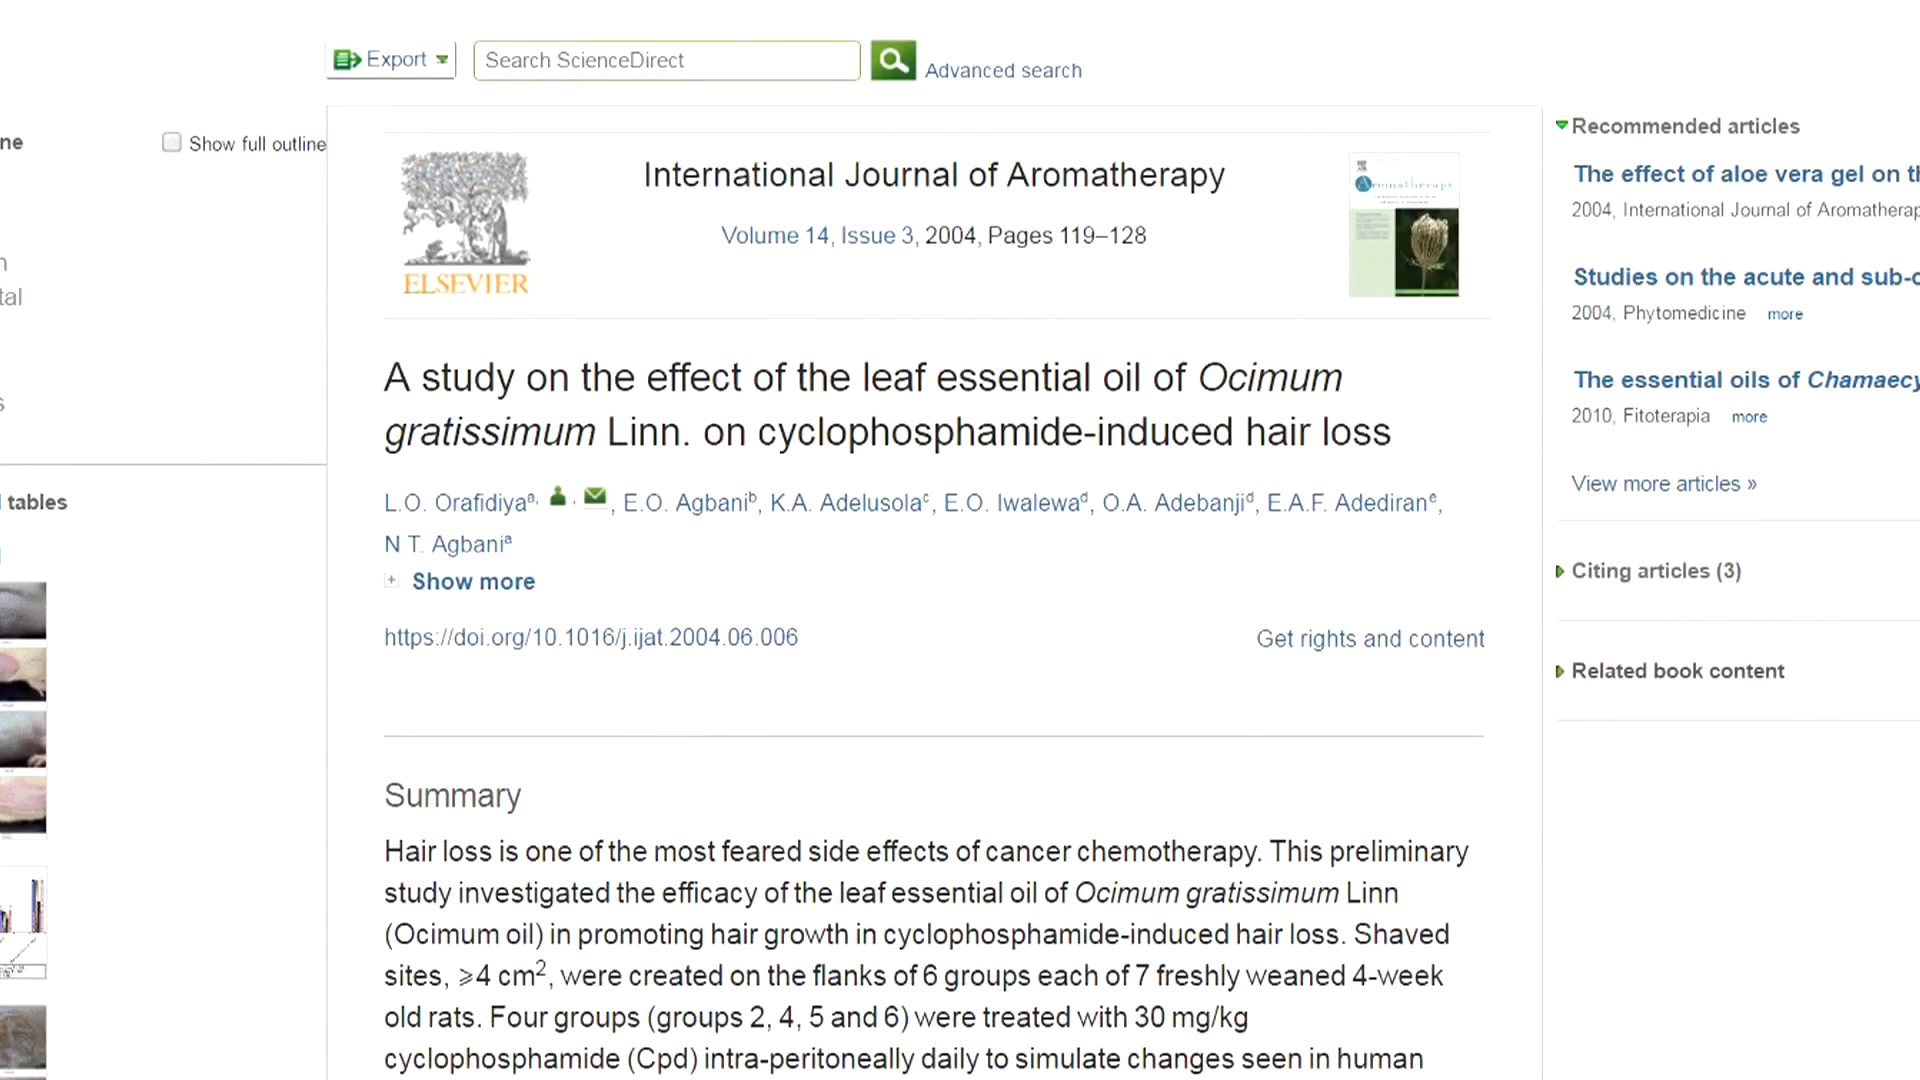 Export
Search ScienceDirect
Advanced search
ne
Show full outline
tal
s
tables
International Journal of Aromatherapy
Volume 14, Issue 3, 2004, Pages 119–128
ELSEVIER
Aromatherapy
A study on the effect of the leaf essential oil of Ocimum
gratissimum Linn. on cyclophosphamide-induced hair loss
L.O. Orafidiyaª, , E.O. Agbaniᵇ, K.A. Adelusolaᶜ, E.O. Iwalewaᵈ, O.A. Adebanjiᵈ, E.A.F. Adediranᵉ,
N T. Agbaniª
Show more
https://doi.org/10.1016/j.ijat.2004.06.006
Get rights and content
Summary
Hair loss is one of the most feared side effects of cancer chemotherapy. This preliminary
study investigated the efficacy of the leaf essential oil of Ocimum gratissimum Linn
(Ocimum oil) in promoting hair growth in cyclophosphamide-induced hair loss. Shaved
sites, ⩾4 cm², were created on the flanks of 6 groups each of 7 freshly weaned 4-week
old rats. Four groups (groups 2, 4, 5 and 6) were treated with 30 mg/kg
cyclophosphamide (Cpd) intra-peritoneally daily to simulate changes seen in human
Recommended articles
The effect of aloe vera gel on th
2004, International Journal of Aromatherap
Studies on the acute and sub-c
2004, Phytomedicine more
The essential oils of Chamaecy
2010, Fitoterapia more
View more articles »
Citing articles (3)
Related book content